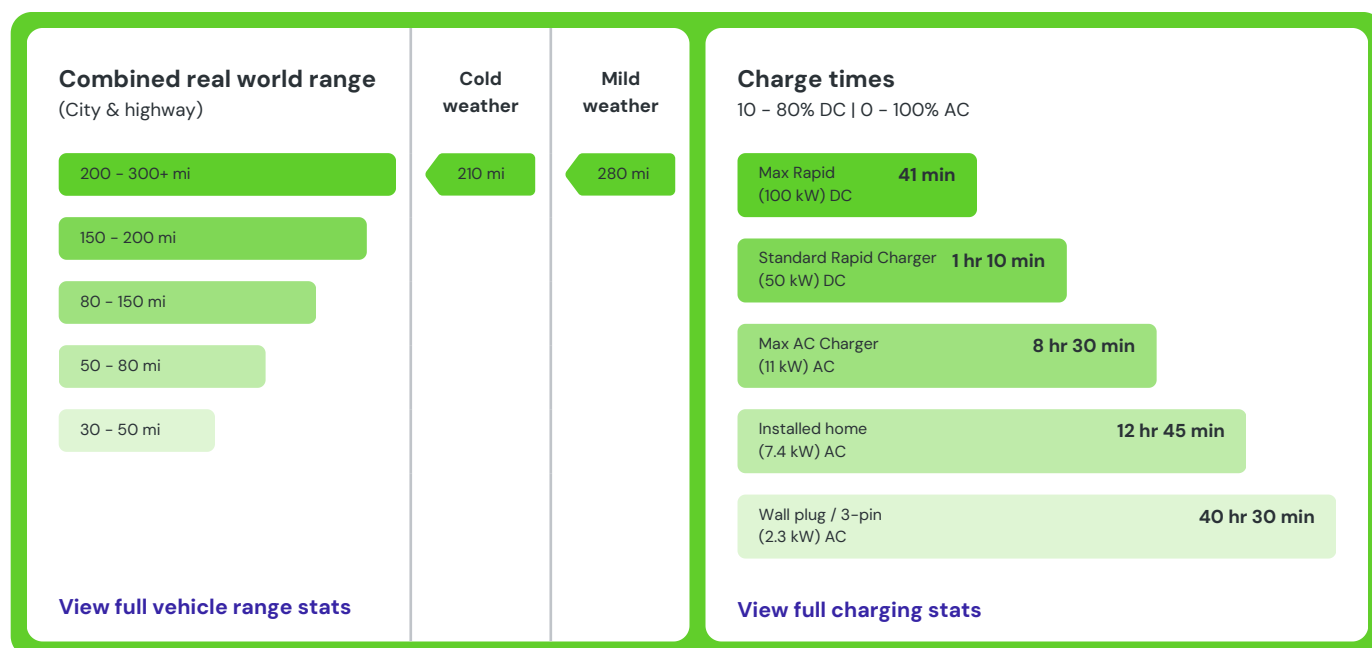 Combined real world range
(City & highway)
Cold
weather
Mild
weather
200 - 300+ mi
210 mi
280 mi
150 - 200 mi
80 - 150 mi
50 - 80 mi
30 - 50 mi
View full vehicle range stats
Charge times
10 - 80% DC | 0 - 100% AC
Max Rapid
(100 kW) DC
41 min
Standard Rapid Charger
(50 kW) DC
1 hr 10 min
Max AC Charger
(11 kW) AC
8 hr 30 min
Installed home
(7.4 kW) AC
12 hr 45 min
Wall plug / 3-pin
(2.3 kW) AC
40 hr 30 min
View full charging stats